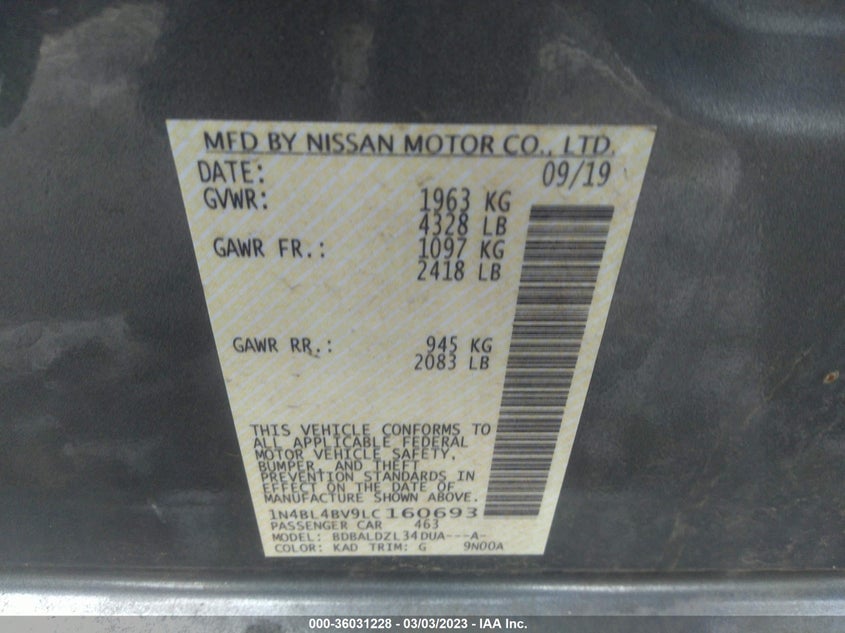 MFD BY NISSAN MOTOR CO., LTD.
DATE: 09/19
GVWR: 1963 KG
4328 LB
GAWR FR.: 1097 KG
2418 LB
GAWR RR.: 945 KG
2083 LB
THIS VEHICLE CONFORMS TO
ALL APPLICABLE FEDERAL
MOTOR VEHICLE SAFETY,
BUMPER, AND THEFT
PREVENTION STANDARDS IN
EFFECT ON THE DATE OF
MANUFACTURE SHOWN ABOVE.
1N4BL4BV9LC160693
PASSENGER CAR 463
MODEL: BDBALDZL34DUA---A-
COLOR: KAD TRIM: G 9N00A
000-36031228 - 03/03/2023 - IAA Inc.